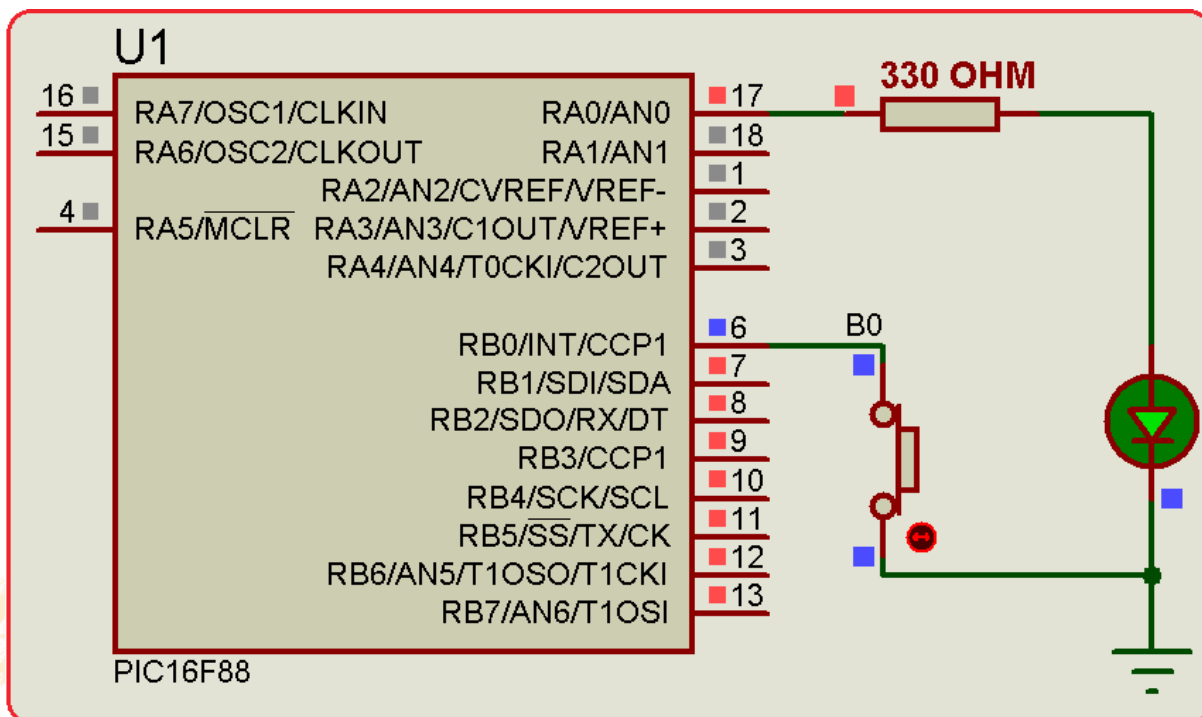 U1
330 OHM
16 RA7/OSC1/CLKIN RA0/AN0 17
15 RA6/OSC2/CLKOUT RA1/AN1 18
RA2/AN2/CVREF/VREF- 1
4 RA5/MCLR RA3/AN3/C1OUT/VREF+ 2
RA4/AN4/T0CKI/C2OUT 3
RB0/INT/CCP1 6 B0
RB1/SDI/SDA 7
RB2/SDO/RX/DT 8
RB3/CCP1 9
RB4/SCK/SCL 10
RB5/SS/TX/CK 11
RB6/AN5/T1OSO/T1CKI 12
RB7/AN6/T1OSI 13
PIC16F88